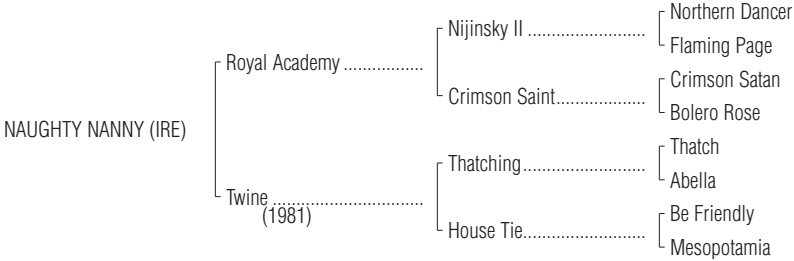 Northern Dancer
Nijinsky II ..........................
Flaming Page
Royal Academy .................
Crimson Satan
Crimson Saint...................
Bolero Rose
NAUGHTY NANNY (IRE)
Thatch
Thatching..........................
Abella
Twine ................................
(1981)
Be Friendly
House Tie..........................
Mesopotamia